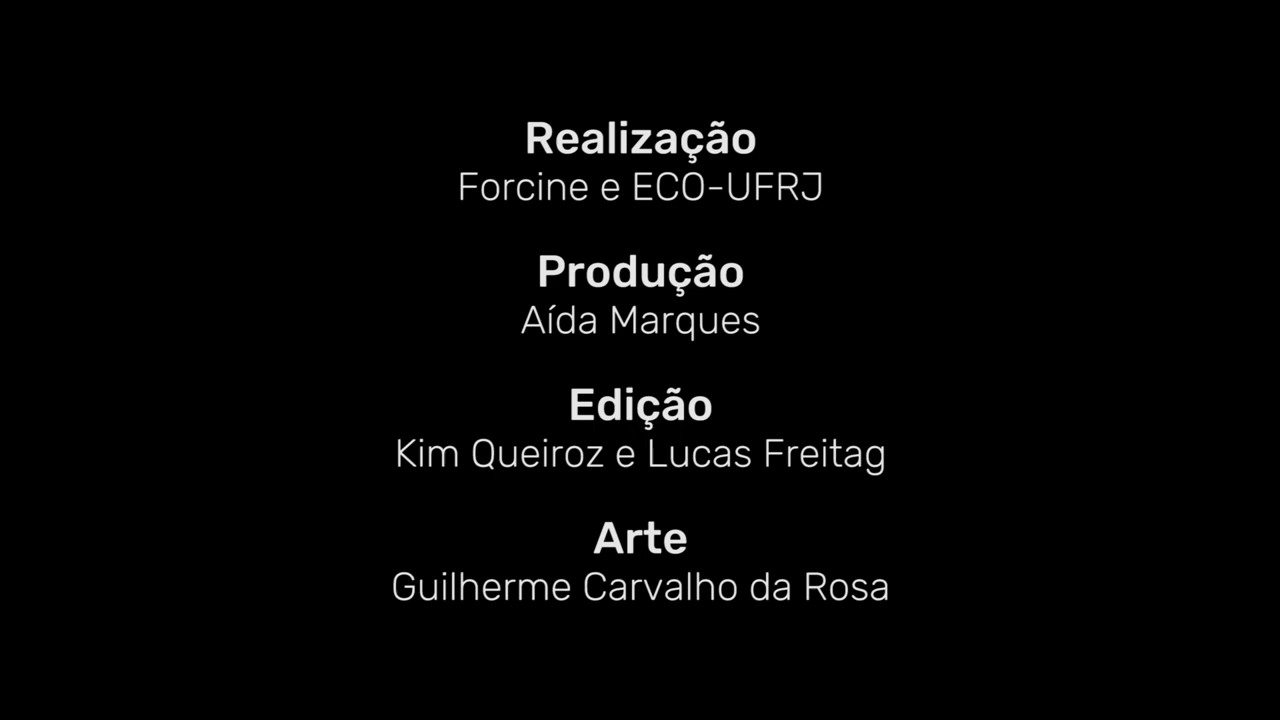 Realização
Forcine e ECO-UFRJ
Produção
Aída Marques
Edição
Kim Queiroz e Lucas Freitag
Arte
Guilherme Carvalho da Rosa